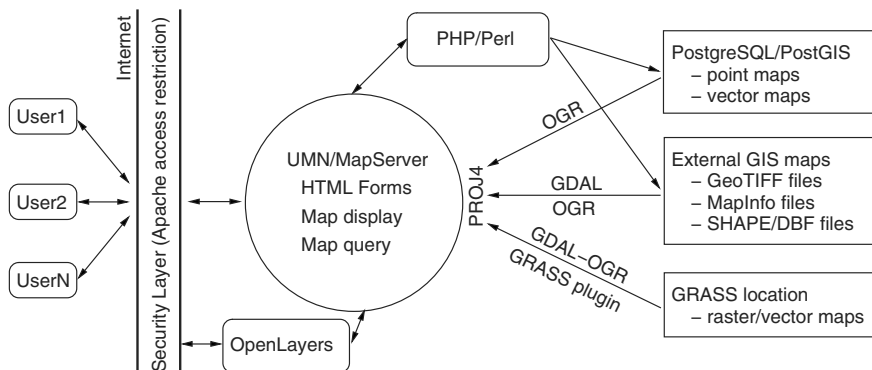 Internet
Security Layer (Apache access restriction)
User1
User2
UserN
PHP/Perl
UMN/MapServer
HTML Forms
Map display
Map query
OpenLayers
PROJ4
OGR
GDAL
OGR
GDAL–OGR
GRASS plugin
PostgreSQL/PostGIS
– point maps
– vector maps
External GIS maps
– GeoTIFF files
– MapInfo files
– SHAPE/DBF files
GRASS location
– raster/vector maps